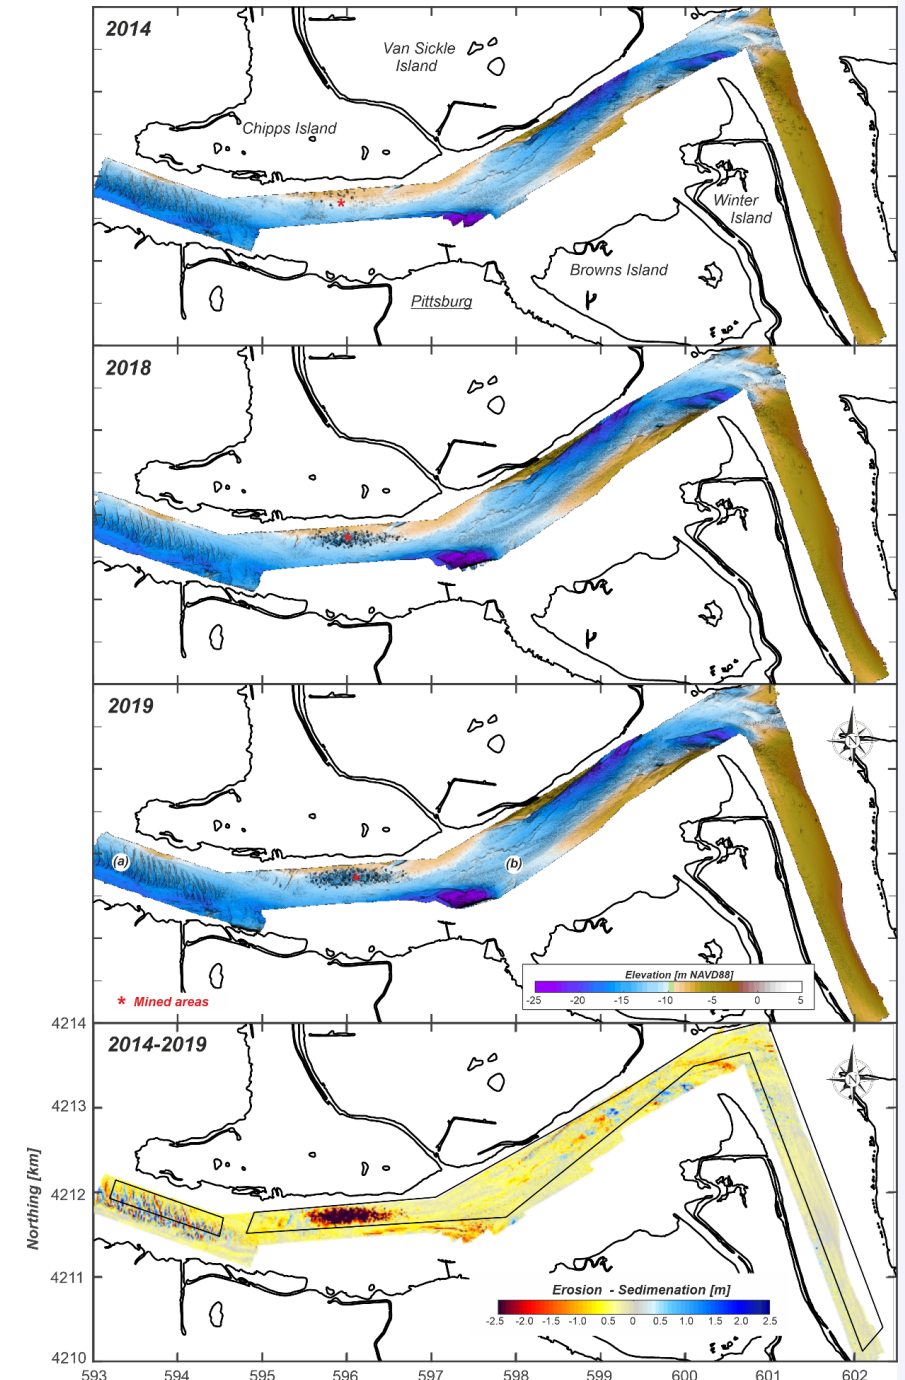 2014
Van Sickle
Island
Chipps Island
*
Winter
Island
Browns Island
Pittsburg
2018
*
2019
N
(a)
(b)
*
* Mined areas
Elevation [m NAVD88]
-25 -20 -15 -10 -5 0 5
4214
2014-2019
N
4213
4212
4211
4210
Northing [km]
Erosion - Sedimenation [m]
-2.5 -2.0 -1.5 -1.0 0.5 0 0.5 1.0 1.5 2.0 2.5
593 594 595 596 597 598 599 600 601 602